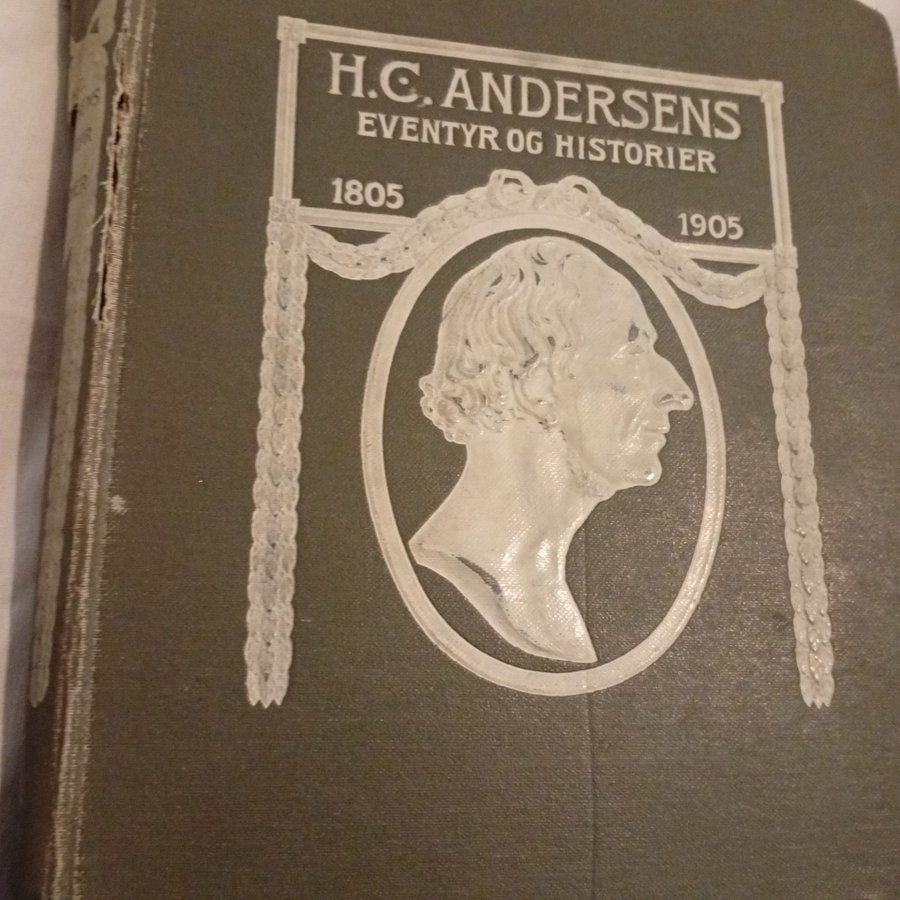 H.C. ANDERSENS
EVENTYR OG HISTORIER
1805
1905